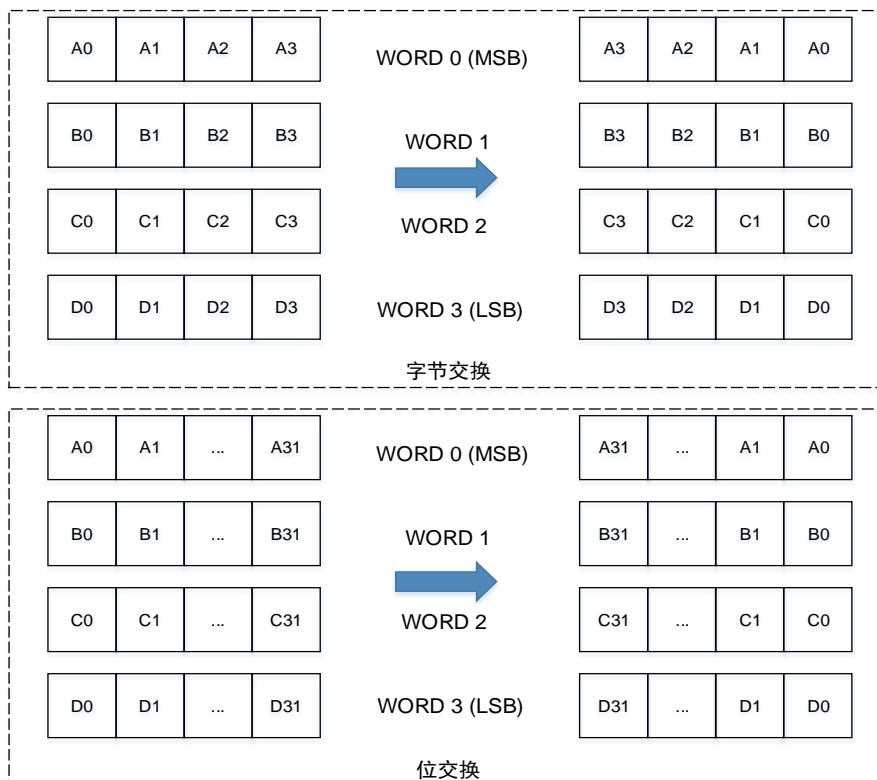 A0 A1 A2 A3 WORD 0 (MSB) A3 A2 A1 A0
B0 B1 B2 B3 WORD 1 B3 B2 B1 B0
C0 C1 C2 C3 WORD 2 C3 C2 C1 C0
D0 D1 D2 D3 WORD 3 (LSB) D3 D2 D1 D0
字节交换
A0 A1 ... A31 WORD 0 (MSB) A31 ... A1 A0
B0 B1 ... B31 WORD 1 B31 ... B1 B0
C0 C1 ... C31 WORD 2 C31 ... C1 C0
D0 D1 ... D31 WORD 3 (LSB) D31 ... D1 D0
位交换